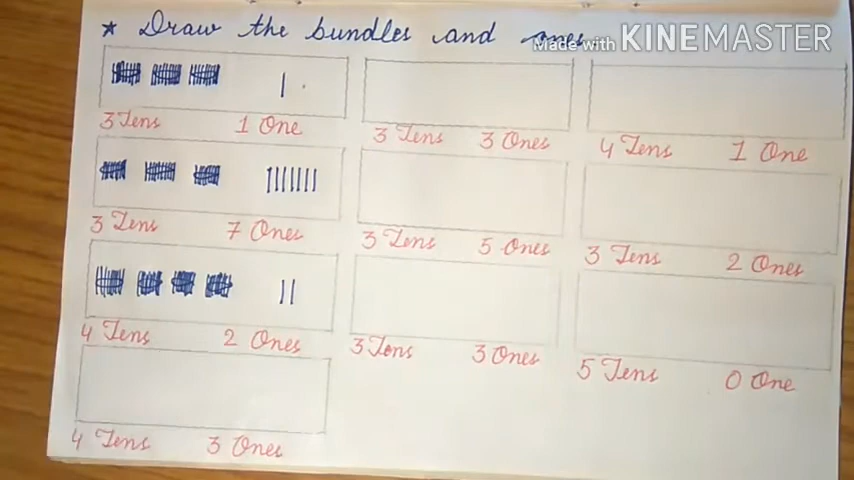 * Draw the bundles and ones
Made with KINEMASTER
3 Tens 1 One
3 Tens 3 Ones
4 Tens 1 One
3 Tens 7 Ones
3 Tens 5 Ones
3 Tens 2 Ones
4 Tens 2 Ones
3 Tens 3 Ones
5 Tens 0 One
4 Tens 3 Ones